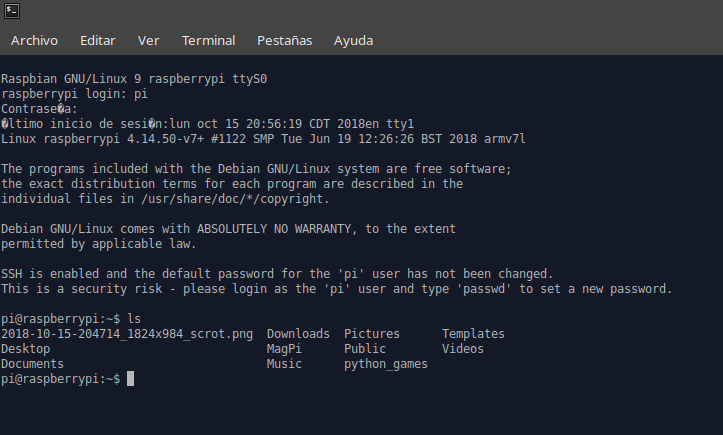 Archivo Editar Ver Terminal Pestañas Ayuda
Raspbian GNU/Linux 9 raspberrypi ttyS0
raspberrypi login: pi
Contrase�a:
�ltimo inicio de sesi�n:lun oct 15 20:56:19 CDT 2018en tty1
Linux raspberrypi 4.14.50-v7+ #1122 SMP Tue Jun 19 12:26:26 BST 2018 armv7l
The programs included with the Debian GNU/Linux system are free software;
the exact distribution terms for each program are described in the
individual files in /usr/share/doc/*/copyright.
Debian GNU/Linux comes with ABSOLUTELY NO WARRANTY, to the extent
permitted by applicable law.
SSH is enabled and the default password for the 'pi' user has not been changed.
This is a security risk - please login as the 'pi' user and type 'passwd' to set a new password.
pi@raspberrypi:~$ ls
2018-10-15-204714_1824x984_scrot.png  Downloads  Pictures      Templates
Desktop                               MagPi      Public        Videos
Documents                             Music      python_games
pi@raspberrypi:~$